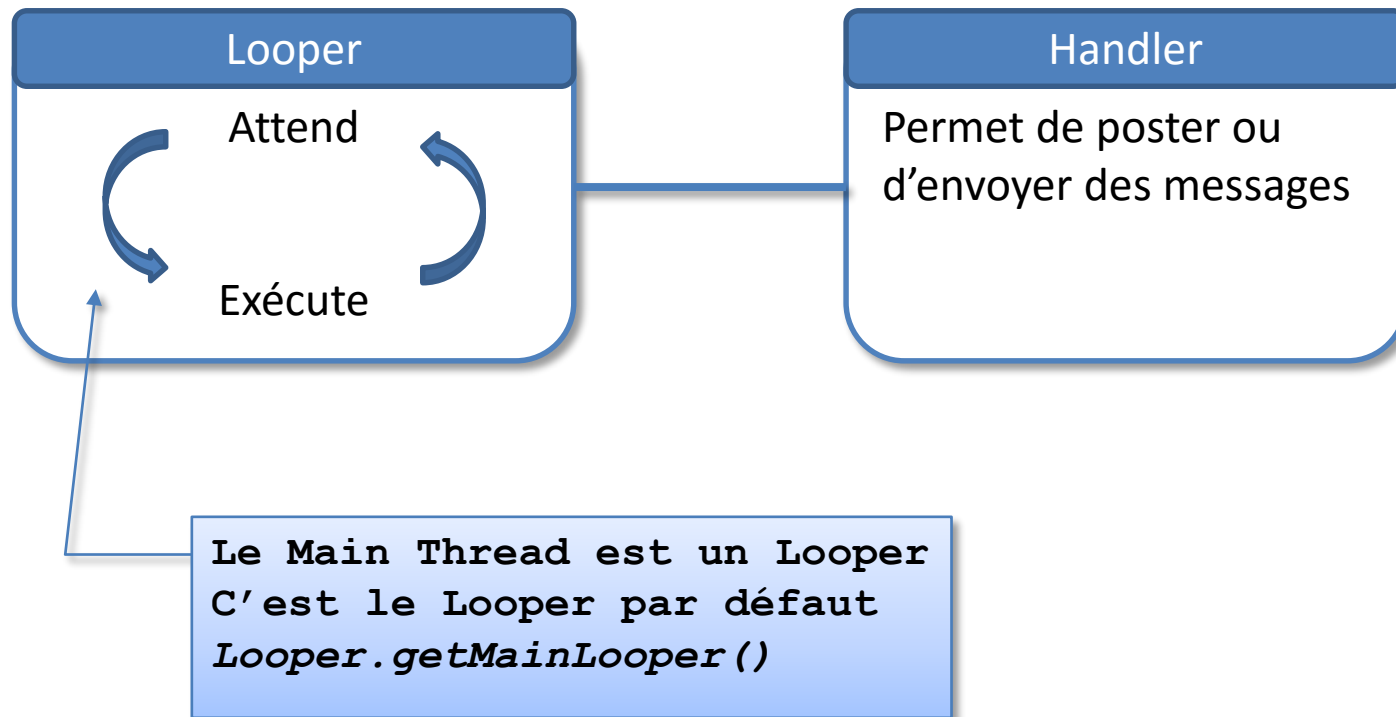 Looper
Attend
Exécute
Handler
Permet de poster ou
d’envoyer des messages
Le Main Thread est un Looper
C’est le Looper par défaut
Looper.getMainLooper()